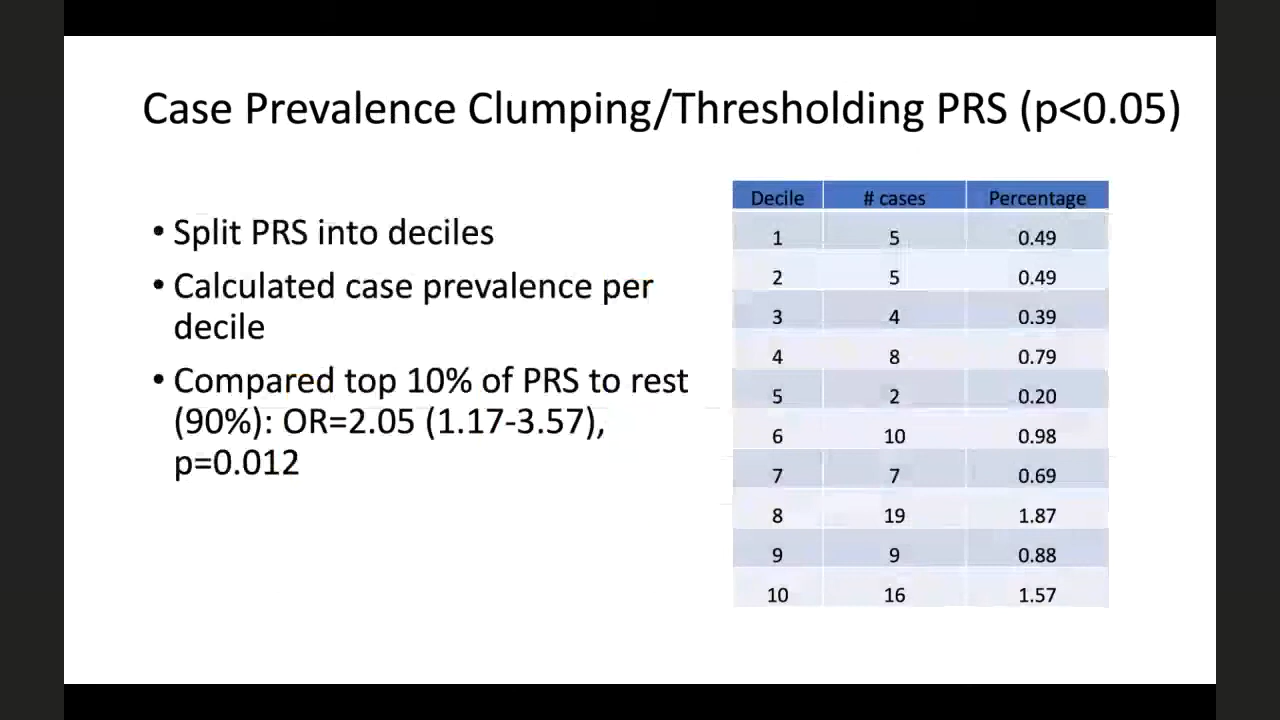 Case Prevalence Clumping/Thresholding PRS (p<0.05)
• Split PRS into deciles
• Calculated case prevalence per
decile
• Compared top 10% of PRS to rest
(90%): OR=2.05 (1.17-3.57),
p=0.012
Decile # cases Percentage
1 5 0.49
2 5 0.49
3 4 0.39
4 8 0.79
5 2 0.20
6 10 0.98
7 7 0.69
8 19 1.87
9 9 0.88
10 16 1.57